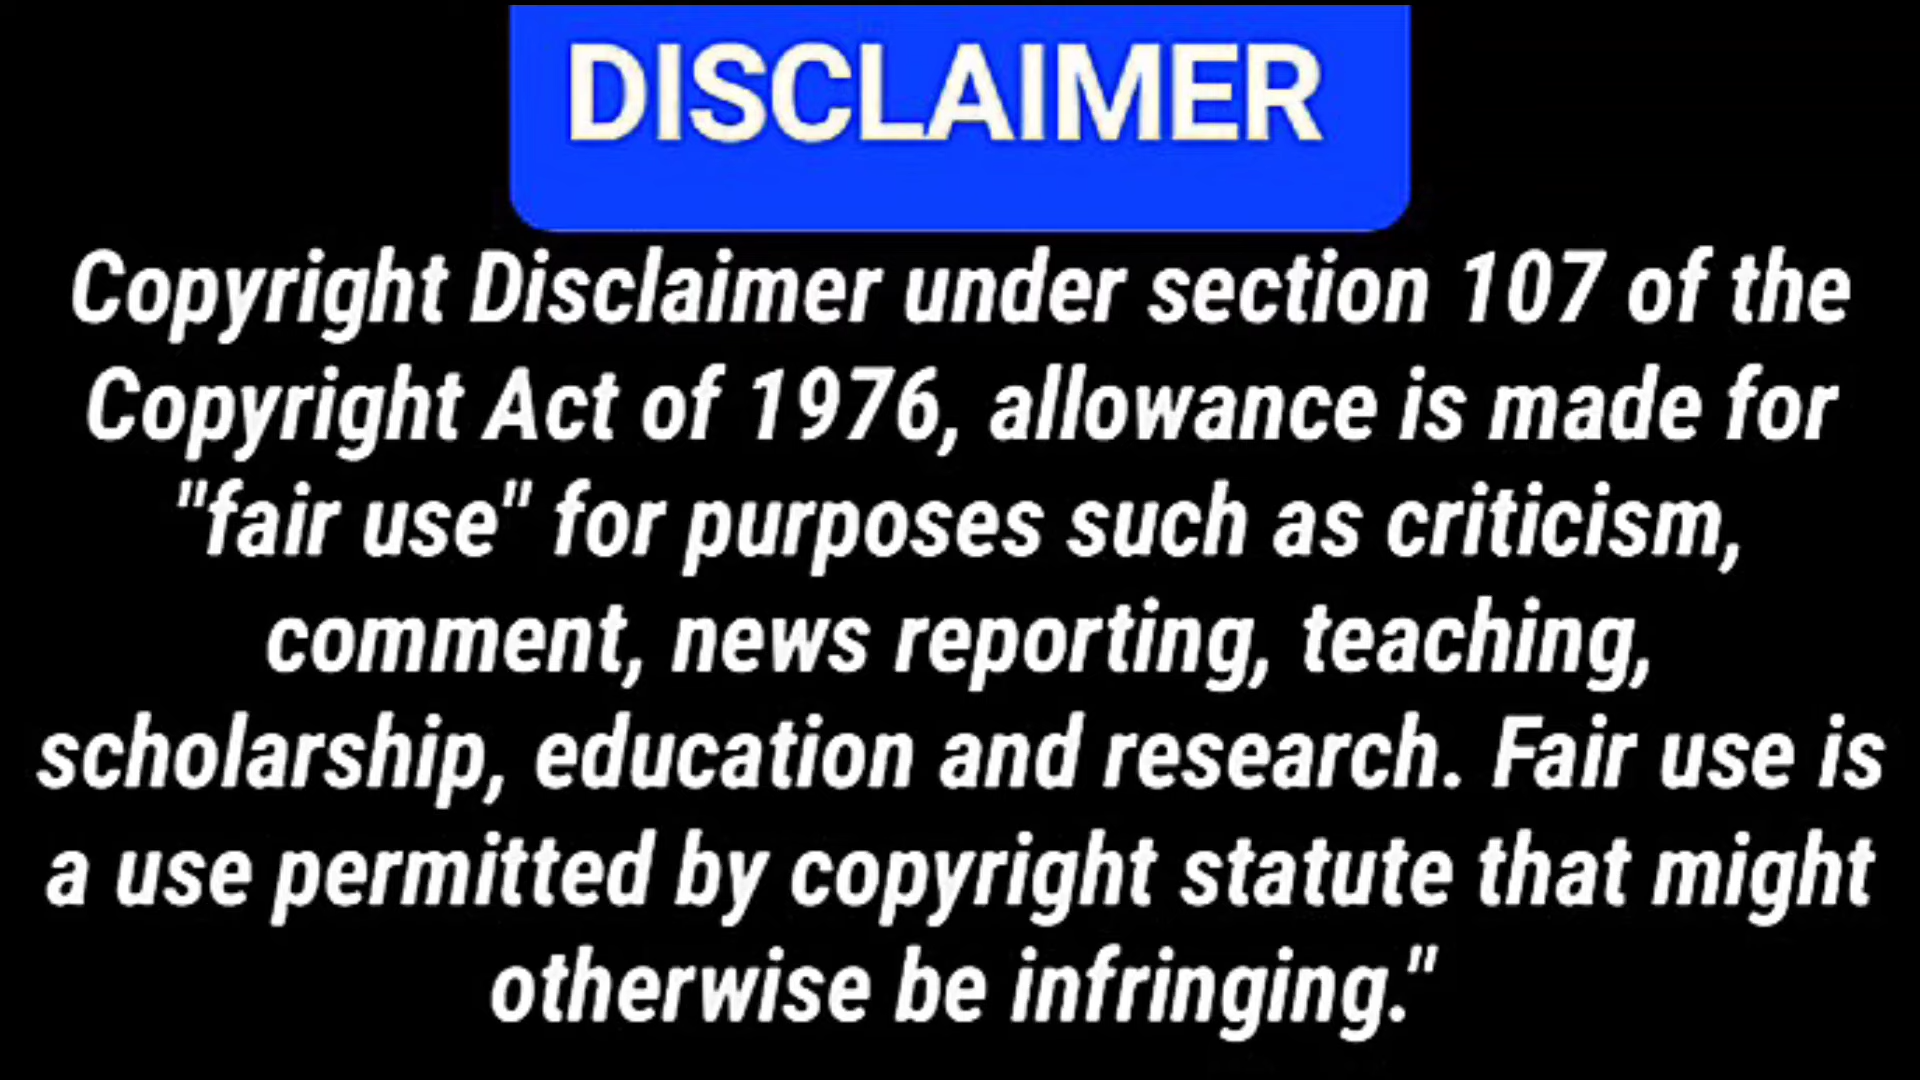 DISCLAIMER
Copyright Disclaimer under section 107 of the
Copyright Act of 1976, allowance is made for
"fair use" for purposes such as criticism,
comment, news reporting, teaching,
scholarship, education and research. Fair use is
a use permitted by copyright statute that might
otherwise be infringing."